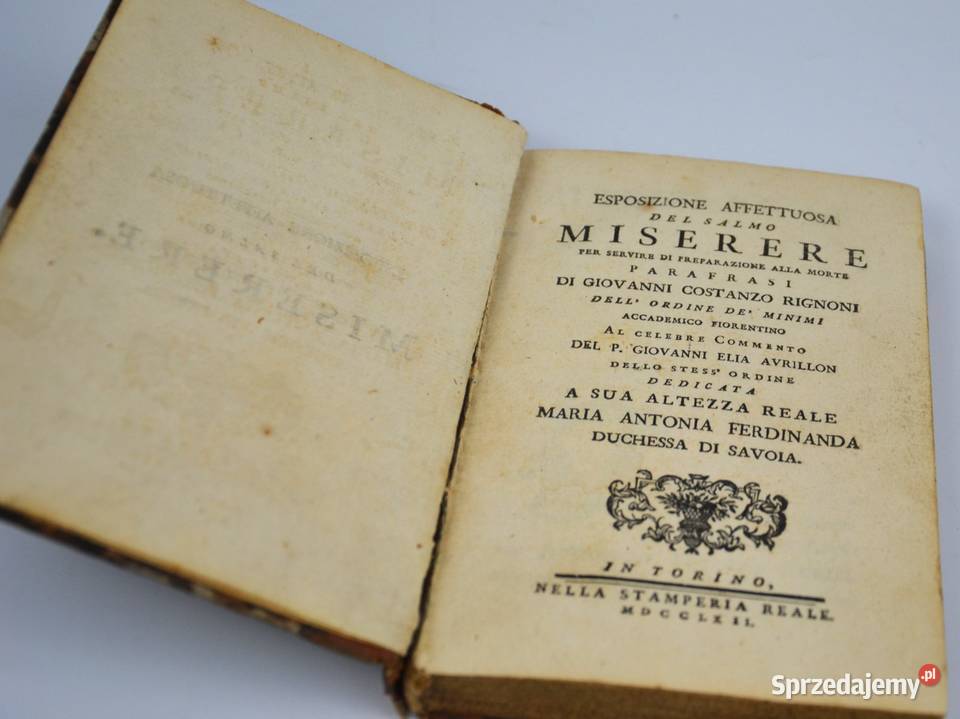 ESPOSIZIONE AFFETTUOSA
DEL SALMO
MISERERE
PER SERVIRE DI PREPARAZIONE ALLA MORTE
PARAFRASI
DI GIOVANNI COSTANZO RIGNONI
DELL' ORDINE DE' MINIMI
ACCADEMICO FIORENTINO
AL CELEBRE COMMENTO
DEL P. GIOVANNI ELIA AVRILLON
DELLO STESS' ORDINE
DEDICATA
A SUA ALTEZZA REALE
MARIA ANTONIA FERDINANDA
DUCHESSA DI SAVOIA.
IN TORINO,
NELLA STAMPERIA REALE.
MDCCLXII.
Sprzedajemy.pl